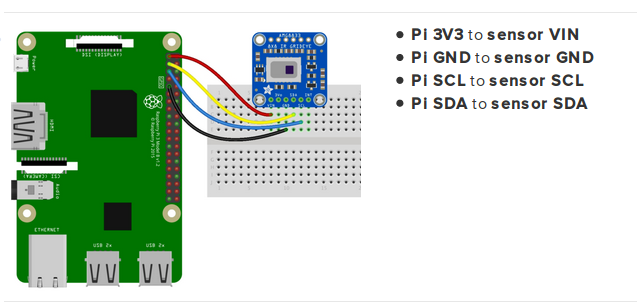 Pi 3V3 to sensor VIN
Pi GND to sensor GND
Pi SCL to sensor SCL
Pi SDA to sensor SDA
DSI (DISPLAY)
Power
HDMI
CSI (CAMERA)
Audio
ETHERNET
USB 2x
USB 2x
GPIO
Raspberry Pi 3 Model B v1.2
© Raspberry Pi 2015
AMG8833
8X8 IR GRIDEYE